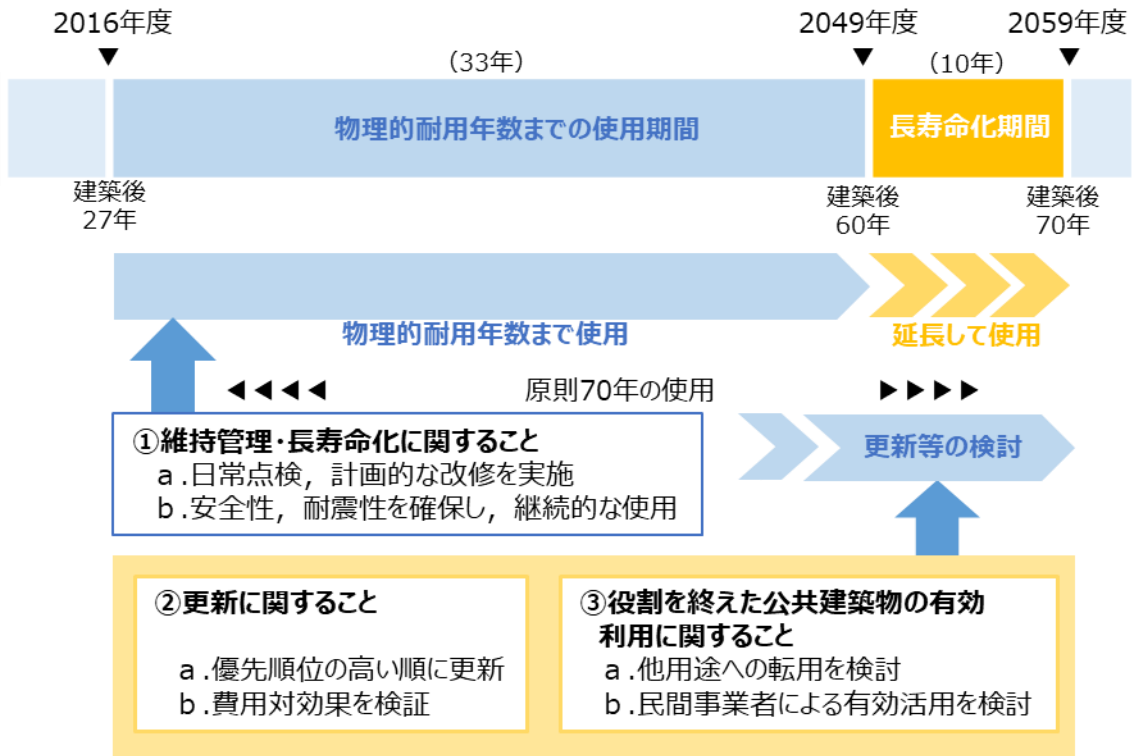 2016年度
2049年度
2059年度
▼
▼
▼
（33年）
（10年）
物理的耐用年数までの使用期間
長寿命化期間
建築後
27年
建築後
60年
建築後
70年
物理的耐用年数まで使用
延長して使用
◀◀◀◀
原則70年の使用
▶▶▶▶
①維持管理・長寿命化に関すること
ａ.日常点検，計画的な改修を実施
ｂ.安全性，耐震性を確保し，継続的な使用
更新等の検討
②更新に関すること
ａ.優先順位の高い順に更新
ｂ.費用対効果を検証
③役割を終えた公共建築物の有効
利用に関すること
ａ.他用途への転用を検討
ｂ.民間事業者による有効活用を検討